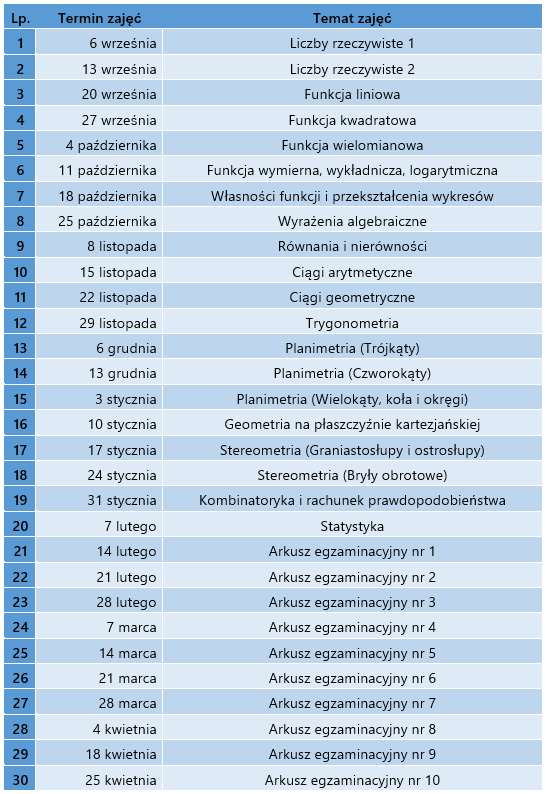 Lp. Termin zajęć Temat zajęć
1 6 września Liczby rzeczywiste 1
2 13 września Liczby rzeczywiste 2
3 20 września Funkcja liniowa
4 27 września Funkcja kwadratowa
5 4 października Funkcja wielomianowa
6 11 października Funkcja wymierna, wykładnicza, logarytmiczna
7 18 października Własności funkcji i przekształcenia wykresów
8 25 października Wyrażenia algebraiczne
9 8 listopada Równania i nierówności
10 15 listopada Ciągi arytmetyczne
11 22 listopada Ciągi geometryczne
12 29 listopada Trygonometria
13 6 grudnia Planimetria (Trójkąty)
14 13 grudnia Planimetria (Czworokąty)
15 3 stycznia Planimetria (Wielokąty, koła i okręgi)
16 10 stycznia Geometria na płaszczyźnie kartezjańskiej
17 17 stycznia Stereometria (Graniastosłupy i ostrosłupy)
18 24 stycznia Stereometria (Bryły obrotowe)
19 31 stycznia Kombinatoryka i rachunek prawdopodobieństwa
20 7 lutego Statystyka
21 14 lutego Arkusz egzaminacyjny nr 1
22 21 lutego Arkusz egzaminacyjny nr 2
23 28 lutego Arkusz egzaminacyjny nr 3
24 7 marca Arkusz egzaminacyjny nr 4
25 14 marca Arkusz egzaminacyjny nr 5
26 21 marca Arkusz egzaminacyjny nr 6
27 28 marca Arkusz egzaminacyjny nr 7
28 4 kwietnia Arkusz egzaminacyjny nr 8
29 18 kwietnia Arkusz egzaminacyjny nr 9
30 25 kwietnia Arkusz egzaminacyjny nr 10